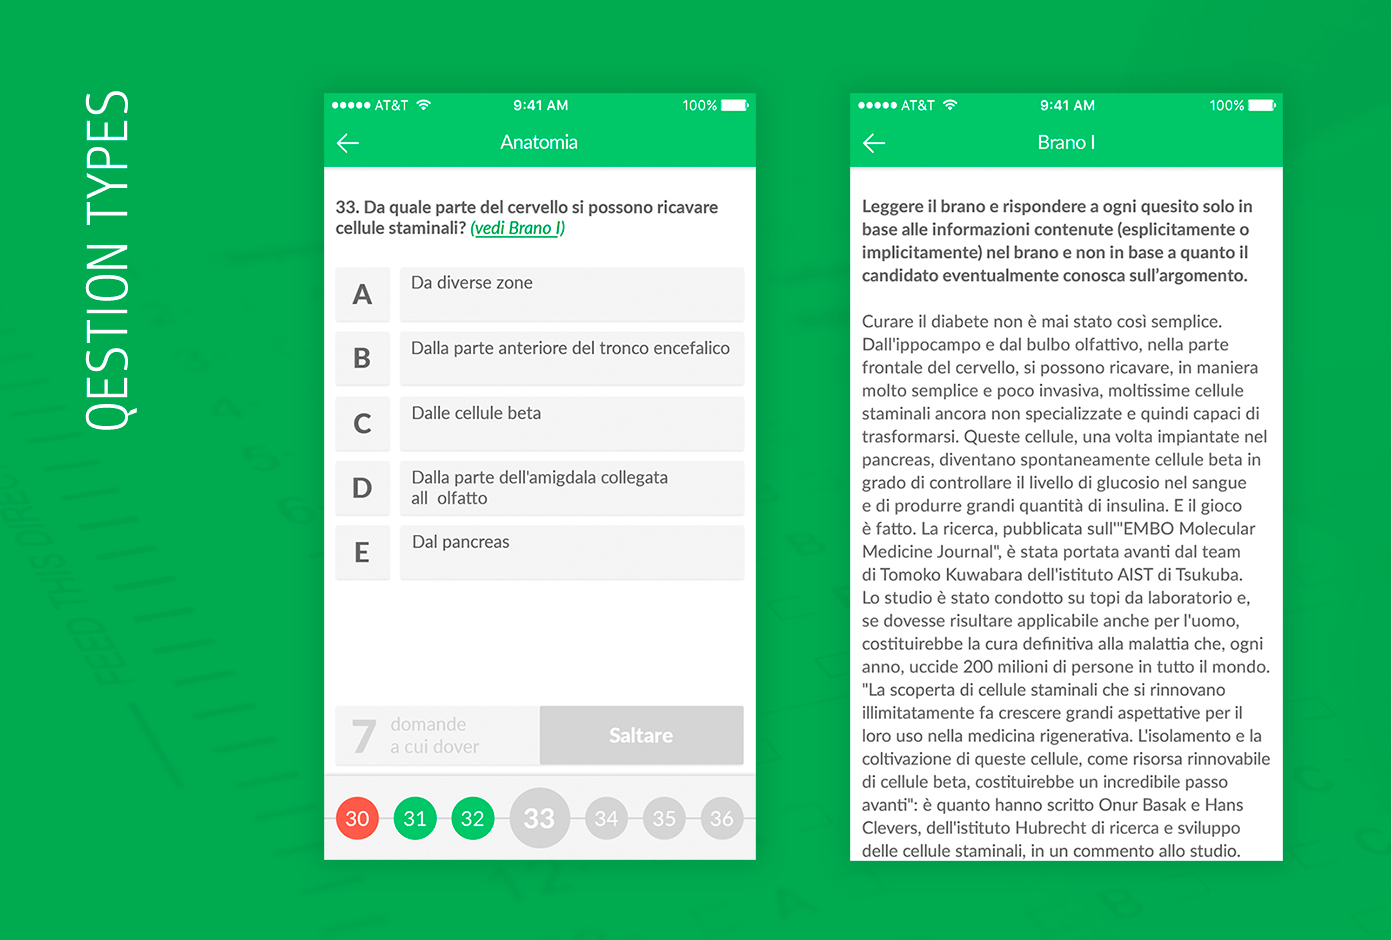 QESTION TYPES
AT&T 9:41 AM 100%
Anatomia
33. Da quale parte del cervello si possono ricavare
cellule staminali? (vedi Brano I)
A Da diverse zone
B Dalla parte anteriore del tronco encefalico
C Dalle cellule beta
D Dalla parte dell'amigdala collegata
all olfatto
E Dal pancreas
7 domande
a cui dover
Saltare
30 31 32 33 34 35 36
AT&T 9:41 AM 100%
Brano I
Leggere il brano e rispondere a ogni quesito solo in
base alle informazioni contenute (esplicitamente o
implicitamente) nel brano e non in base a quanto il
candidato eventualmente conosca sull'argomento.
Curare il diabete non è mai stato così semplice.
Dall'ippocampo e dal bulbo olfattivo, nella parte
frontale del cervello, si possono ricavare, in maniera
molto semplice e poco invasiva, moltissime cellule
staminali ancora non specializzate e quindi capaci di
trasformarsi. Queste cellule, una volta impiantate nel
pancreas, diventano spontaneamente cellule beta in
grado di controllare il livello di glucosio nel sangue
e di produrre grandi quantità di insulina. E il gioco
è fatto. La ricerca, pubblicata sull'"EMBO Molecular
Medicine Journal", è stata portata avanti dal team
di Tomoko Kuwabara dell'istituto AIST di Tsukuba.
Lo studio è stato condotto su topi da laboratorio e,
se dovesse risultare applicabile anche per l'uomo,
costituirebbe la cura definitiva alla malattia che, ogni
anno, uccide 200 milioni di persone in tutto il mondo.
"La scoperta di cellule staminali che si rinnovano
illimitatamente fa crescere grandi aspettative per il
loro uso nella medicina rigenerativa. L'isolamento e la
coltivazione di queste cellule, come risorsa rinnovabile
di cellule beta, costituirebbe un incredibile passo
avanti": è quanto hanno scritto Onur Basak e Hans
Clevers, dell'istituto Hubrecht di ricerca e sviluppo
delle cellule staminali, in un commento allo studio.
FEED THIS DIREC